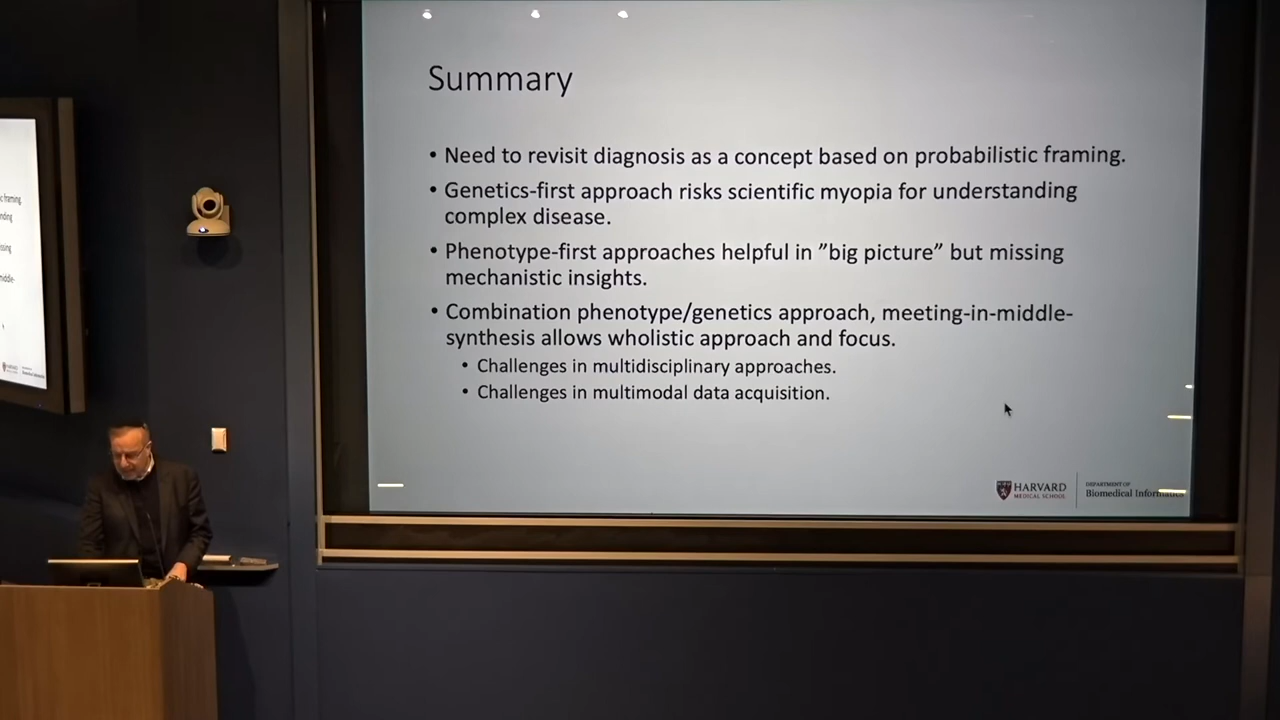 Summary
• Need to revisit diagnosis as a concept based on probabilistic framing.
• Genetics-first approach risks scientific myopia for understanding
complex disease.
• Phenotype-first approaches helpful in ”big picture” but missing
mechanistic insights.
• Combination phenotype/genetics approach, meeting-in-middle-
synthesis allows wholistic approach and focus.
• Challenges in multidisciplinary approaches.
• Challenges in multimodal data acquisition.
HARVARD
MEDICAL SCHOOL
DEPARTMENT OF
Biomedical Informatics
framing.